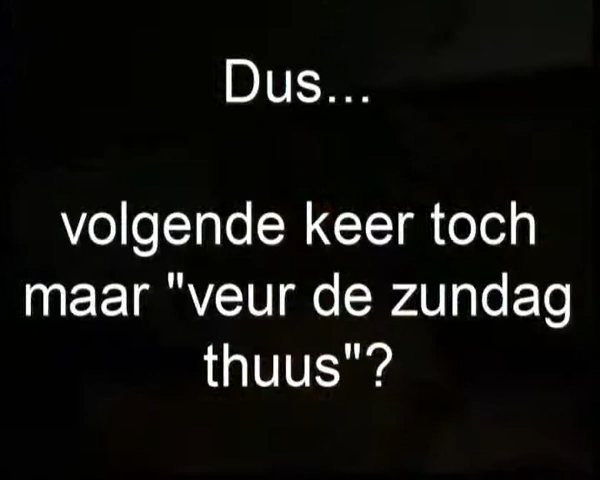 Dus...
volgende keer toch
maar "veur de zundag
thuus"?